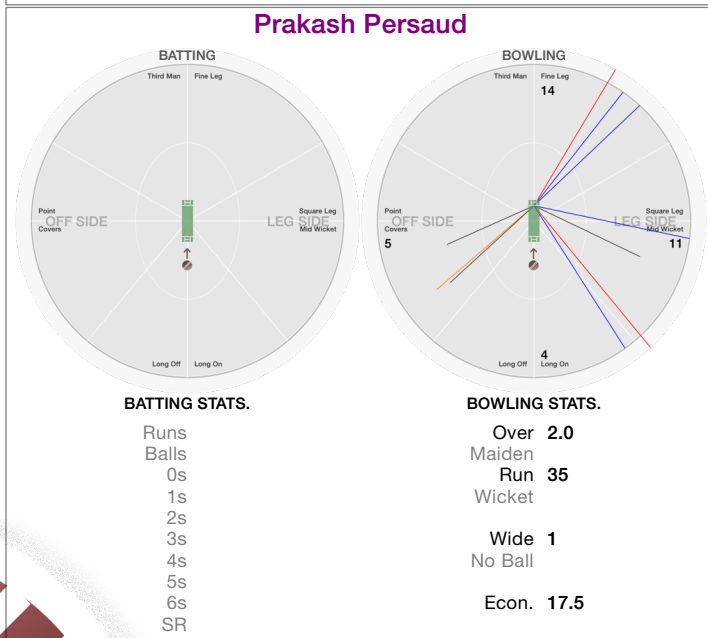 Prakash Persaud
BATTING
Third Man Fine Leg
Point
OFF SIDE
Covers
Square Leg
LEG SIDE
Mid Wicket
Long Off Long On
BATTING STATS.
Runs
Balls
0s
1s
2s
3s
4s
5s
6s
SR
BOWLING
Third Man Fine Leg
14
Point
OFF SIDE
Covers
5
Square Leg
LEG SIDE
Mid Wicket
11
4
Long Off Long On
BOWLING STATS.
Over 2.0
Maiden
Run 35
Wicket
Wide 1
No Ball
Econ. 17.5